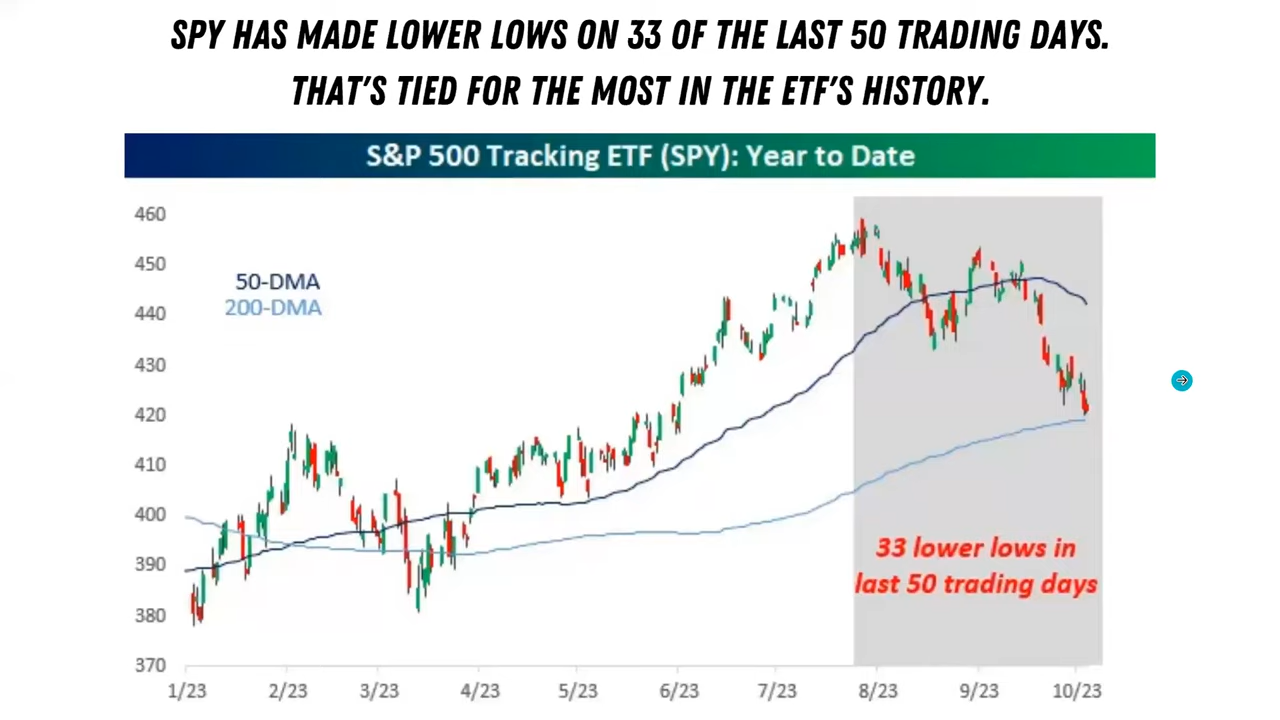 SPY HAS MADE LOWER LOWS ON 33 OF THE LAST 50 TRADING DAYS.
THAT'S TIED FOR THE MOST IN THE ETF'S HISTORY.
S&P 500 Tracking ETF (SPY): Year to Date
460
450
440
430
420
410
400
390
380
370
50-DMA
200-DMA
33 lower lows in
last 50 trading days
1/23 2/23 3/23 4/23 5/23 6/23 7/23 8/23 9/23 10/23